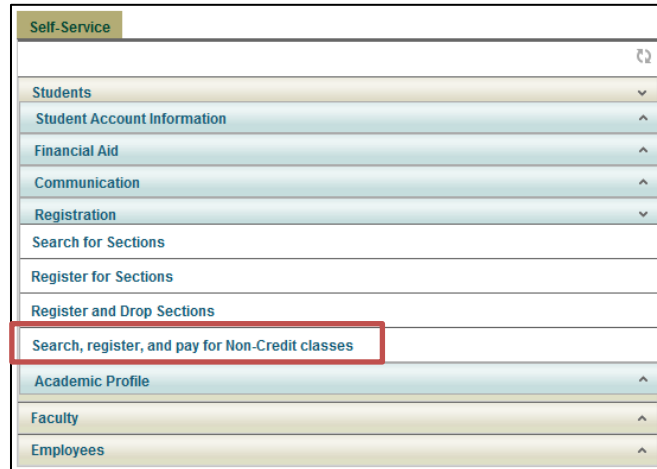 Self-Service
Students
Student Account Information
Financial Aid
Communication
Registration
Search for Sections
Register for Sections
Register and Drop Sections
Search, register, and pay for Non-Credit classes
Academic Profile
Faculty
Employees